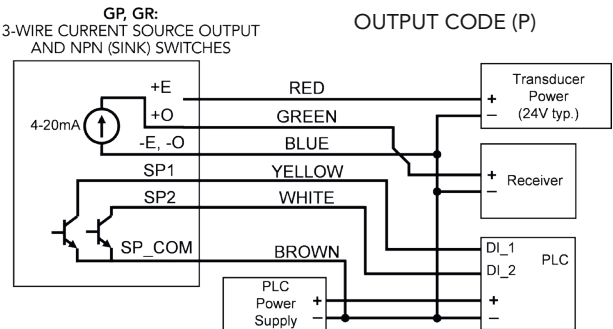 GP, GR:
3-WIRE CURRENT SOURCE OUTPUT
AND NPN (SINK) SWITCHES
OUTPUT CODE (P)
+E
RED
+O
GREEN
4-20mA
-E, -O
BLUE
SP1
YELLOW
SP2
WHITE
SP_COM
BROWN
Transducer
+ Power
– (24V typ.)
+ Receiver
–
DI_1
DI_2
PLC
+
–
PLC
Power +
Supply –